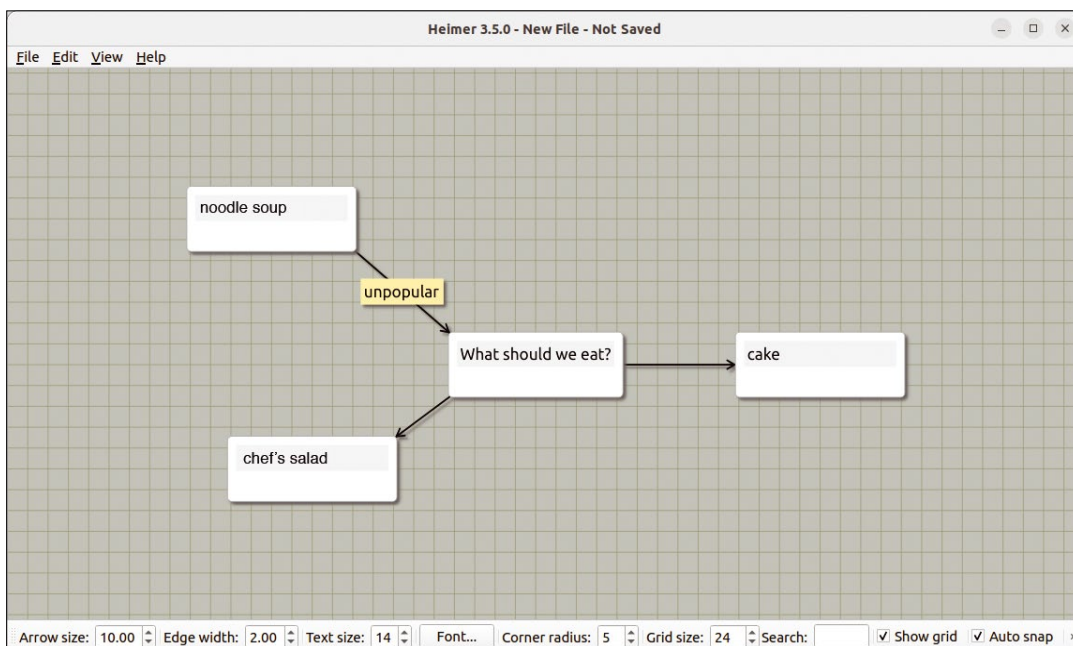 Heimer 3.5.0 - New File - Not Saved
File Edit View Help
noodle soup
unpopular
What should we eat?
cake
chef's salad
Arrow size: 10.00 Edge width: 2.00 Text size: 14 Font... Corner radius: 5 Grid size: 24 Search: Show grid Auto snap